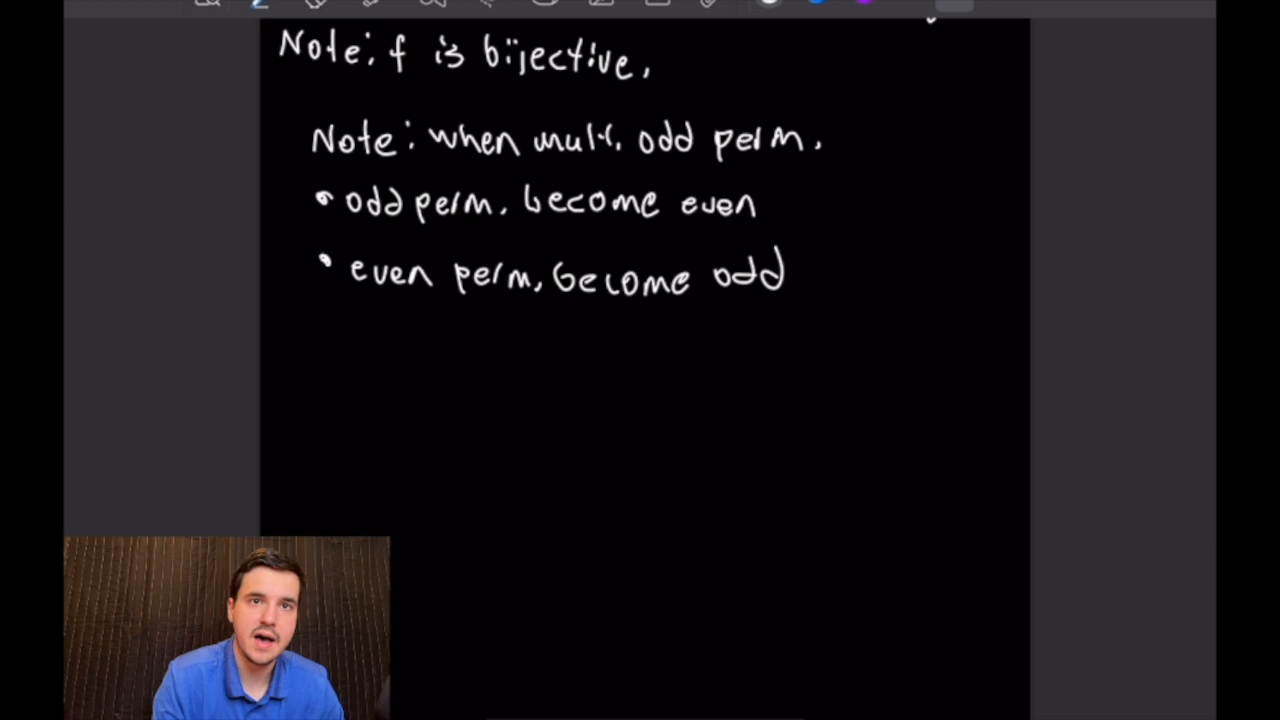 Note: f is bijective.
Note: when mult. odd perm.
• odd perm. become even
• even perm. become odd